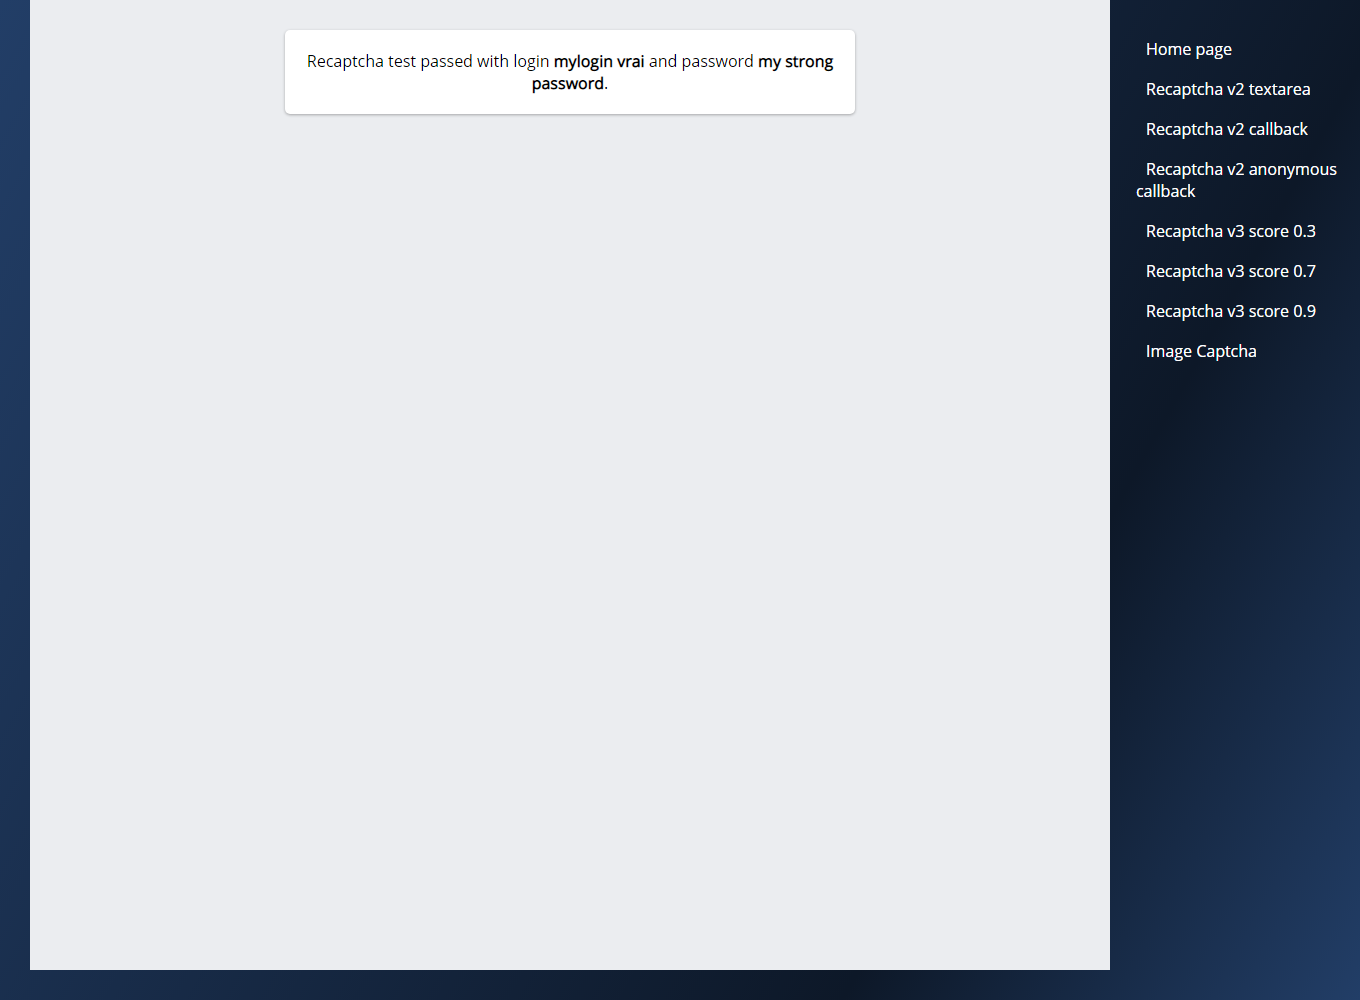 Recaptcha test passed with login mylogin vrai and password my strong
password.
Home page
Recaptcha v2 textarea
Recaptcha v2 callback
Recaptcha v2 anonymous
callback
Recaptcha v3 score 0.3
Recaptcha v3 score 0.7
Recaptcha v3 score 0.9
Image Captcha